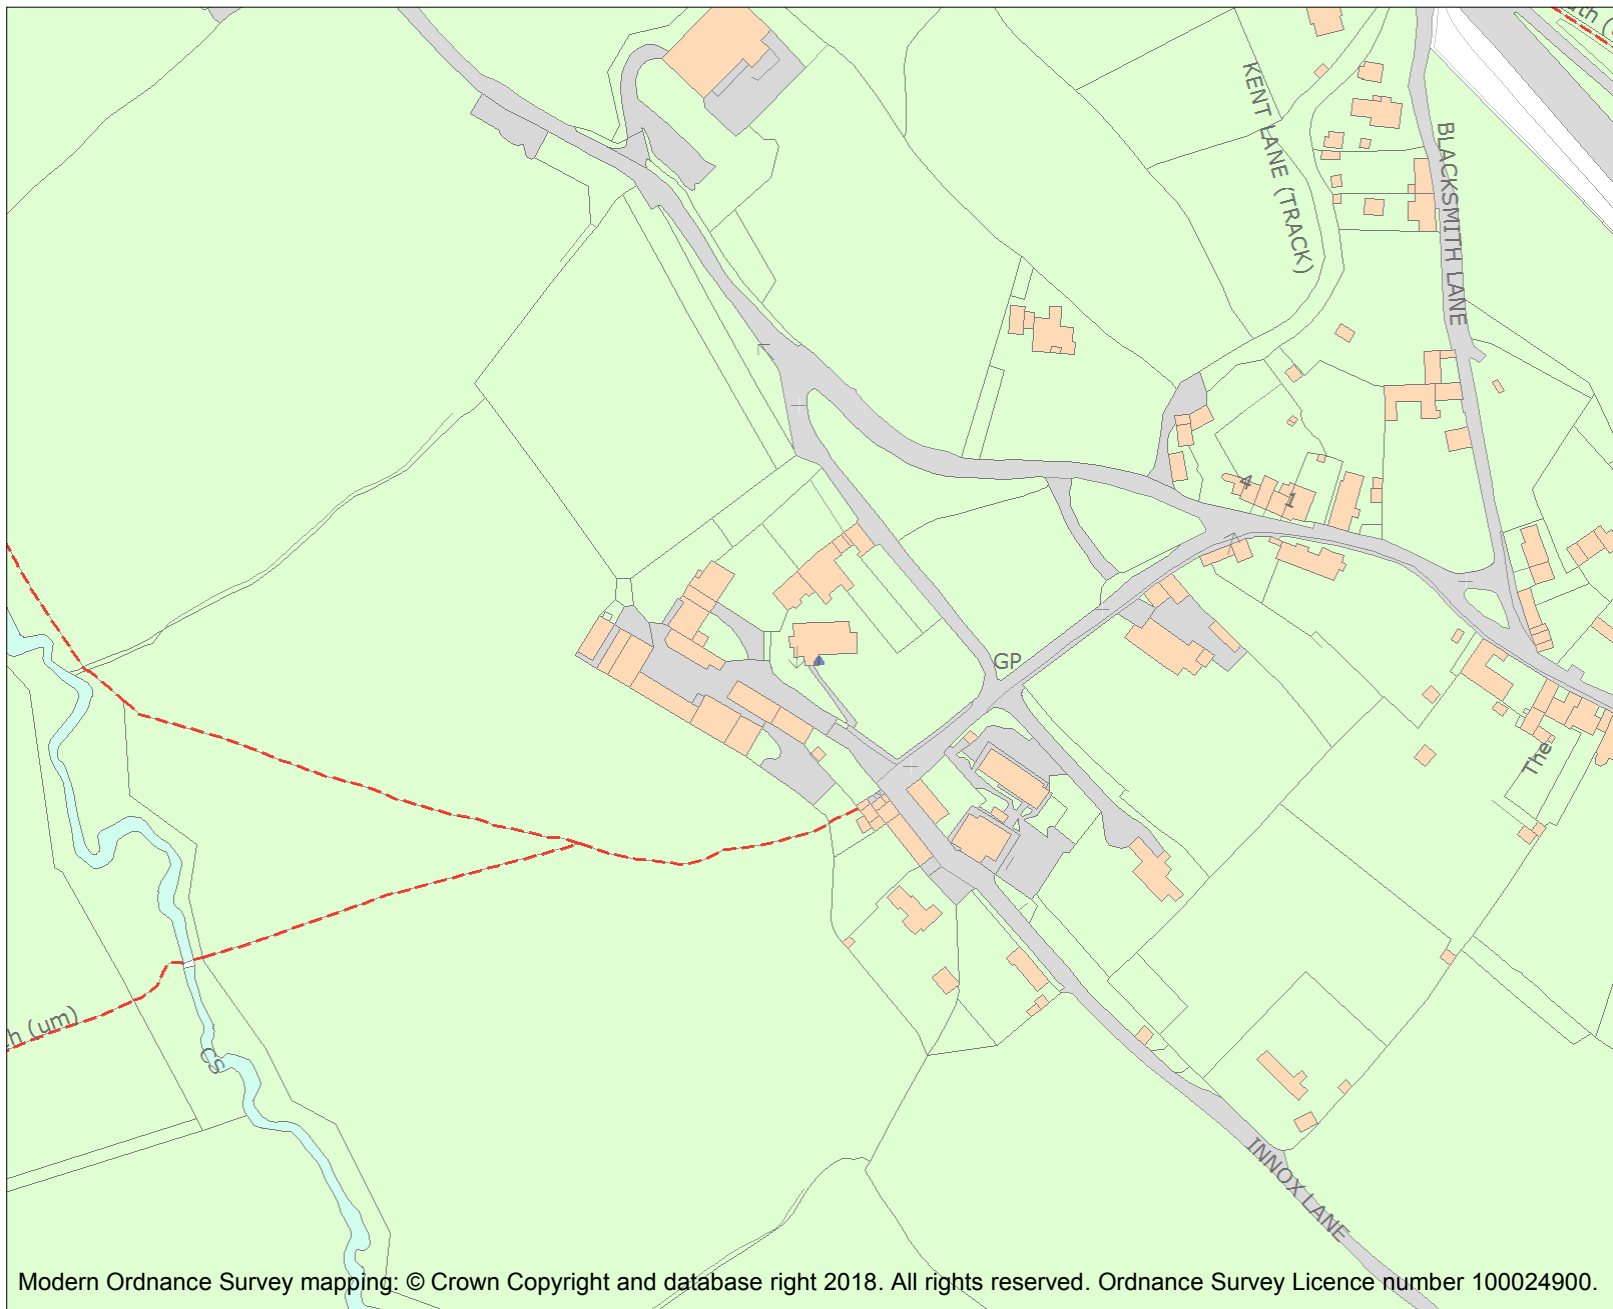 KENT LANE (TRACK)
BLACKSMITH LANE
4
1
GP
The
h (um)
CS
INNOX LANE
Modern Ordnance Survey mapping: © Crown Copyright and database right 2018. All rights reserved. Ordnance Survey Licence number 100024900.